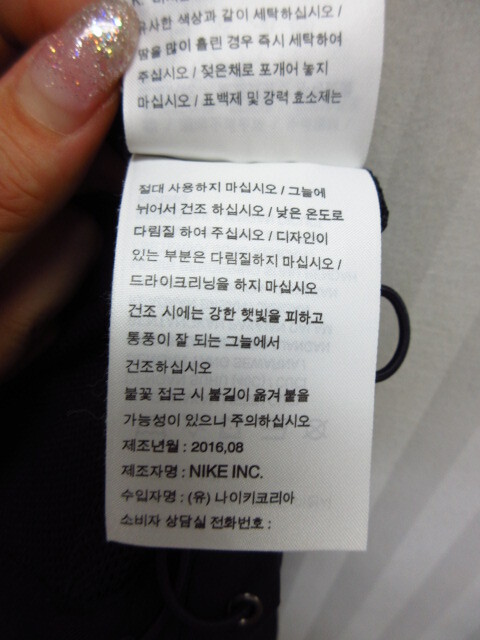 유사한 색상과 같이 세탁하십시오 /
땀을 많이 흘린 경우 즉시 세탁하여
주십시오 / 젖은채로 포개어 놓지
마십시오 / 표백제 및 강력 효소제는
절대 사용하지 마십시오 / 그늘에
뉘어서 건조 하십시오 / 낮은 온도로
다림질 하여 주십시오 / 디자인이
있는 부분은 다림질하지 마십시오 /
드라이크리닝을 하지 마십시오
건조 시에는 강한 햇빛을 피하고
통풍이 잘 되는 그늘에서
건조하십시오
불꽃 접근 시 불길이 옮겨 붙을
가능성이 있으니 주의하십시오
제조년월 : 2016,08
제조자명 : NIKE INC.
수입자명 : (유) 나이키코리아
소비자 상담실 전화번호 :